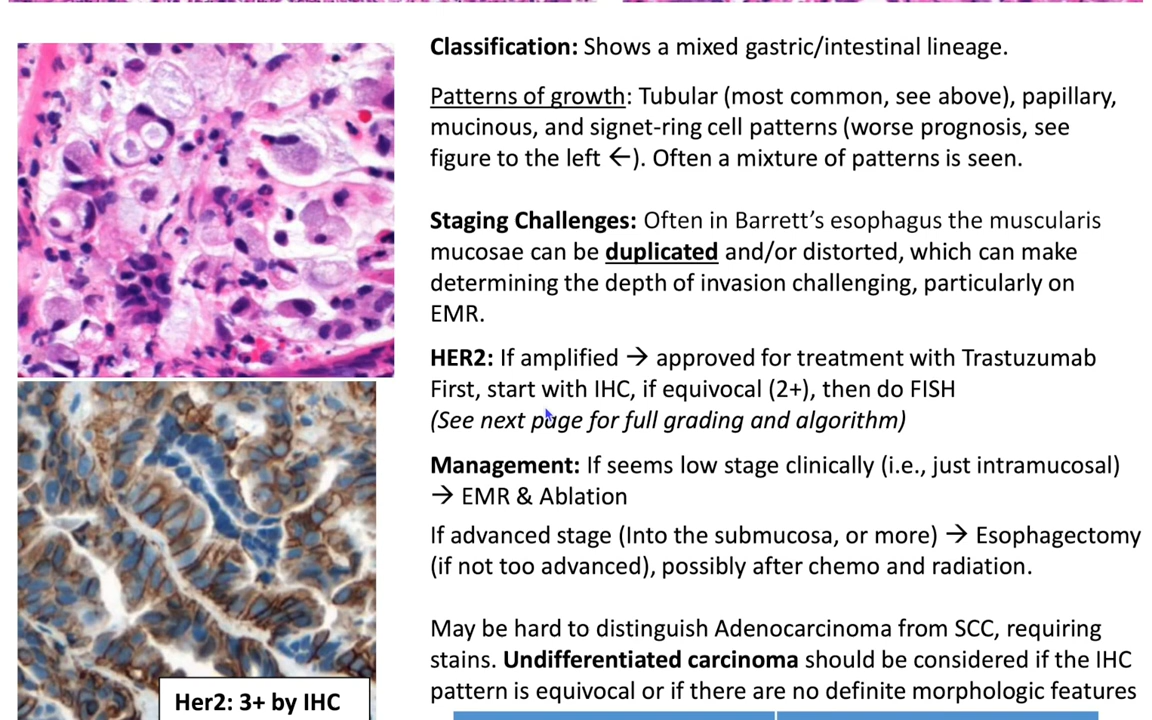 Classification: Shows a mixed gastric/intestinal lineage.
Patterns of growth: Tubular (most common, see above), papillary,
mucinous, and signet-ring cell patterns (worse prognosis, see
figure to the left ←). Often a mixture of patterns is seen.
Staging Challenges: Often in Barrett’s esophagus the muscularis
mucosae can be duplicated and/or distorted, which can make
determining the depth of invasion challenging, particularly on
EMR.
HER2: If amplified → approved for treatment with Trastuzumab
First, start with IHC, if equivocal (2+), then do FISH
(See next page for full grading and algorithm)
Management: If seems low stage clinically (i.e., just intramucosal)
→ EMR & Ablation
If advanced stage (Into the submucosa, or more) → Esophagectomy
(if not too advanced), possibly after chemo and radiation.
May be hard to distinguish Adenocarcinoma from SCC, requiring
stains. Undifferentiated carcinoma should be considered if the IHC
pattern is equivocal or if there are no definite morphologic features
Her2: 3+ by IHC